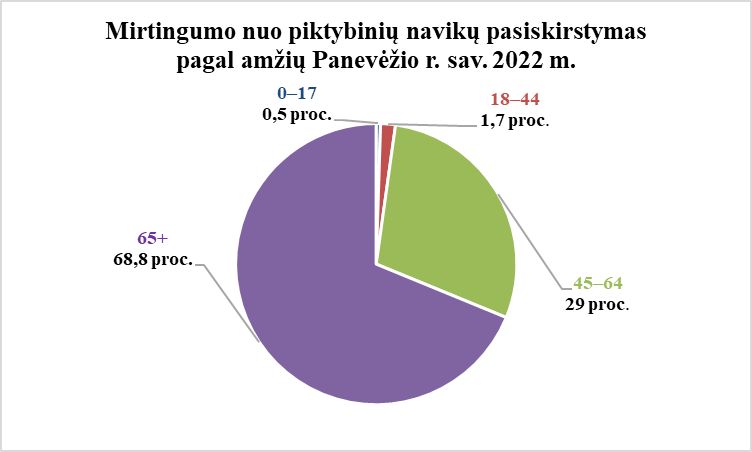 Mirtingumo nuo piktybinių navikų pasiskirstymas
pagal amžių Panevėžio r. sav. 2022 m.
0–17
0,5 proc.
18–44
1,7 proc.
65+
68,8 proc.
45–64
29 proc.